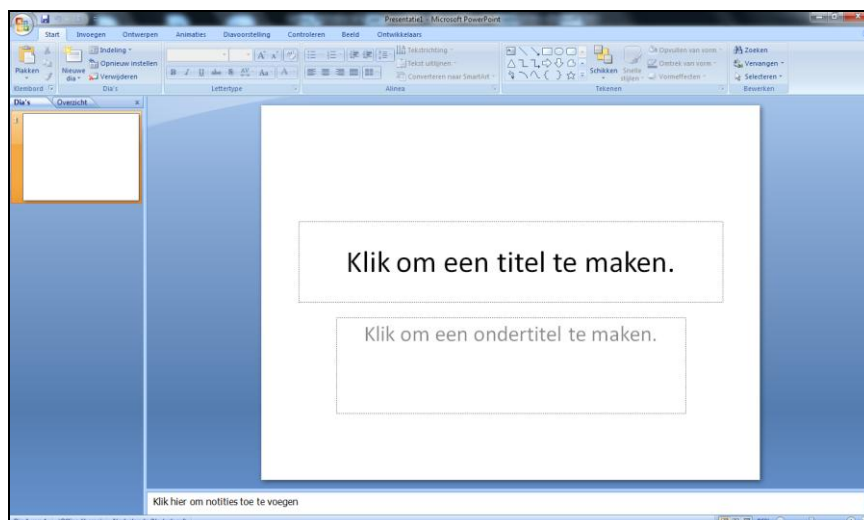 Presentatie1 - Microsoft PowerPoint
Start Invoegen Ontwerpen Animaties Diavoorstelling Controleren Beeld Ontwikkelaars
Plakken
Nieuwe dia
Indeling
Opnieuw instellen
Verwijderen
Tekstrichting
Tekst uitlijnen
Converteren naar SmartArt
Schikken
Snelle stijlen
Opvullen van vorm
Omtrek van vorm
Vormeffecten
Zoeken
Vervangen
Selecteren
Klembord Dia's Lettertype Alinea Tekenen Bewerken
Dia's Overzicht x
1
Klik om een titel te maken.
Klik om een ondertitel te maken.
Klik hier om notities toe te voegen